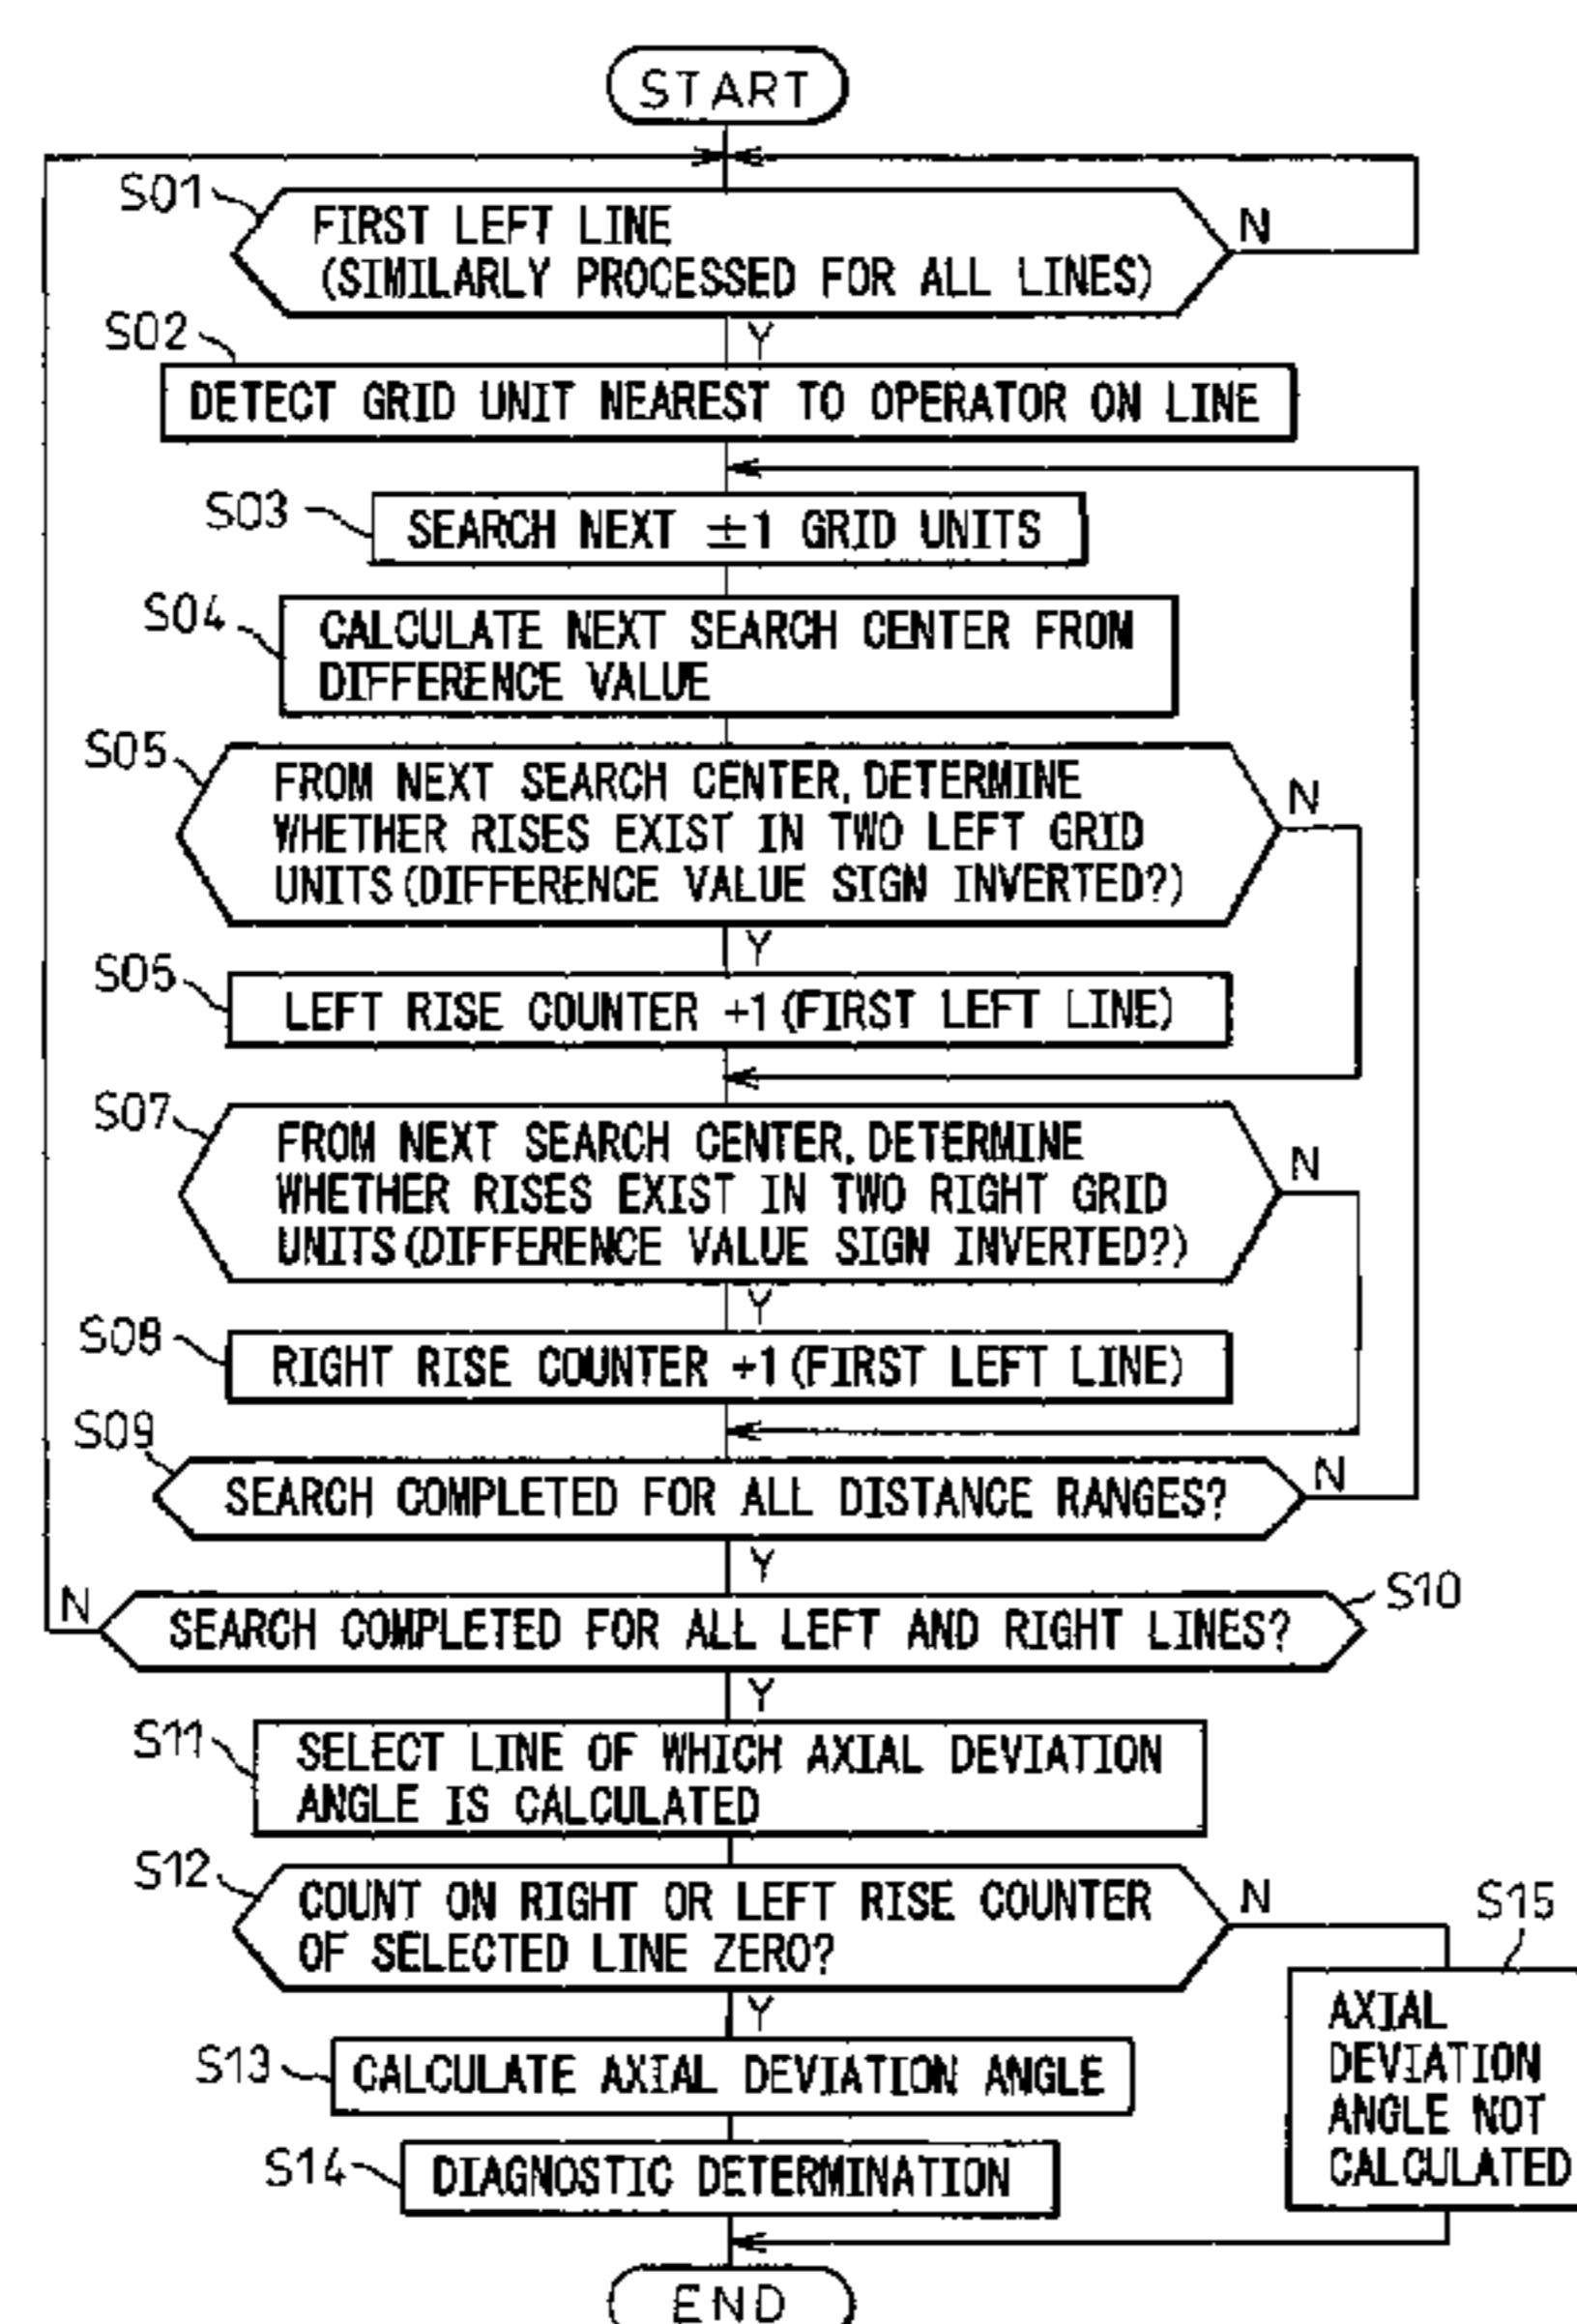 START
S01
FIRST LEFT LINE
(SIMILARLY PROCESSED FOR ALL LINES)
N
Y
S02
DETECT GRID UNIT NEAREST TO OPERATOR ON LINE
S03
SEARCH NEXT ±1 GRID UNITS
S04
CALCULATE NEXT SEARCH CENTER FROM
DIFFERENCE VALUE
S05
FROM NEXT SEARCH CENTER, DETERMINE
WHETHER RISES EXIST IN TWO LEFT GRID
UNITS (DIFFERENCE VALUE SIGN INVERTED?)
N
Y
S06
LEFT RISE COUNTER +1 (FIRST LEFT LINE)
S07
FROM NEXT SEARCH CENTER, DETERMINE
WHETHER RISES EXIST IN TWO RIGHT GRID
UNITS (DIFFERENCE VALUE SIGN INVERTED?)
N
Y
S08
RIGHT RISE COUNTER +1 (FIRST LEFT LINE)
S09
SEARCH COMPLETED FOR ALL DISTANCE RANGES?
N
Y
N
SEARCH COMPLETED FOR ALL LEFT AND RIGHT LINES?
S10
Y
S11
SELECT LINE OF WHICH AXIAL DEVIATION
ANGLE IS CALCULATED
S12
COUNT ON RIGHT OR LEFT RISE COUNTER
OF SELECTED LINE ZERO?
N
Y
S15
AXIAL
DEVIATION
ANGLE NOT
CALCULATED
S13
CALCULATE AXIAL DEVIATION ANGLE
S14
DIAGNOSTIC DETERMINATION
END